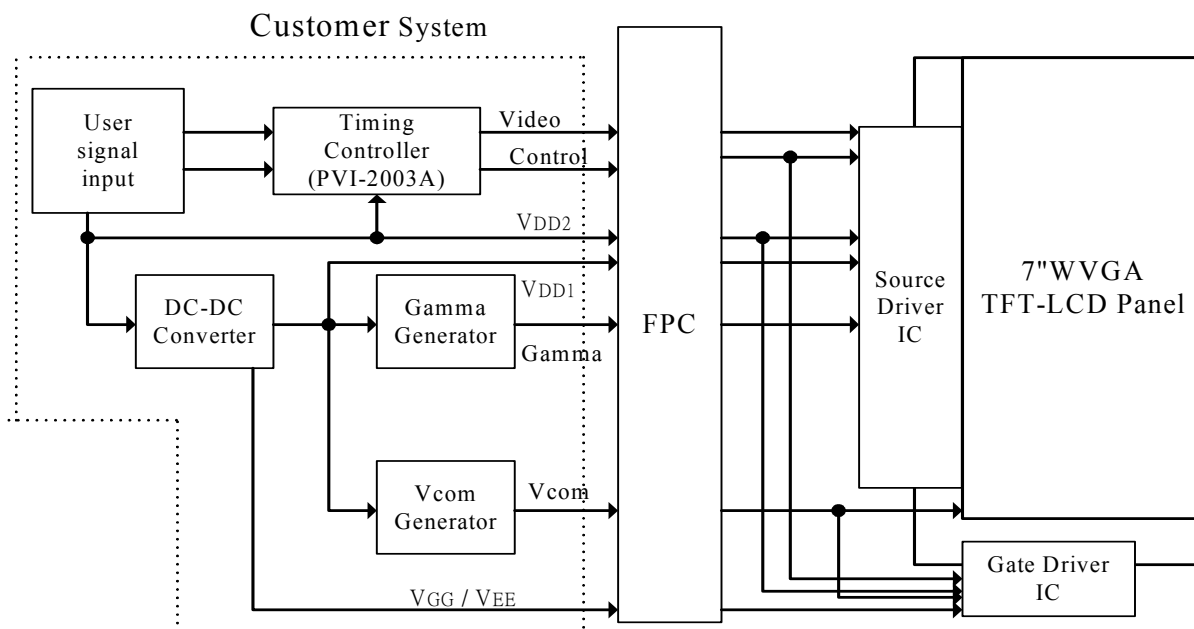 Customer System
User
signal
input
Timing
Controller
(PVI-2003A)
Video
Control
VDD2
DC-DC
Converter
VDD1
Gamma
Generator
Gamma
Vcom
Generator
Vcom
VGG / VEE
FPC
Source
Driver
IC
7"WVGA
TFT-LCD Panel
Gate Driver
IC